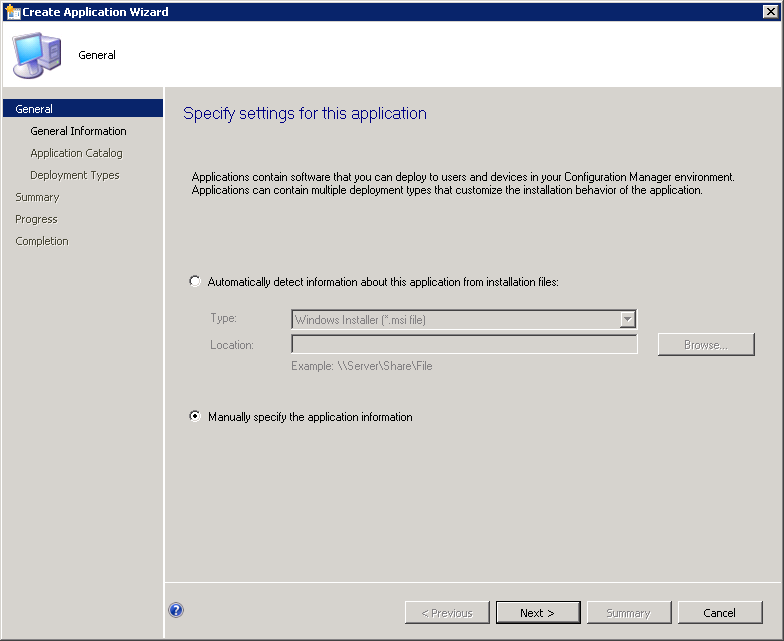 Create Application Wizard
General
General
General Information
Application Catalog
Deployment Types
Summary
Progress
Completion
Specify settings for this application
Applications contain software that you can deploy to users and devices in your Configuration Manager environment.
Applications can contain multiple deployment types that customize the installation behavior of the application.
Automatically detect information about this application from installation files:
Type:
Windows Installer (*.msi file)
Location:
Browse...
Example: \\Server\Share\File
Manually specify the application information
?
< Previous
Next >
Summary
Cancel